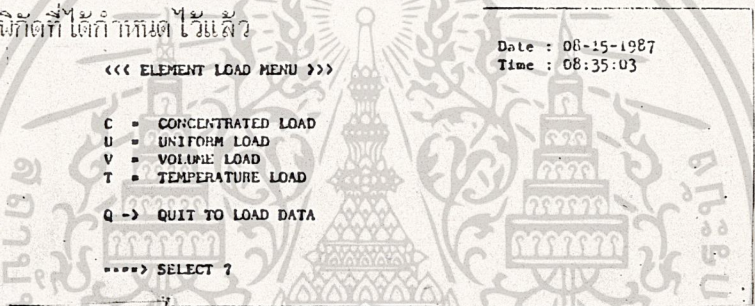 พิกัดที่ ได้กำหนด ไว้แล้ว
Date : 08-15-1987
Time : 08:35:03
<<< ELEMENT LOAD MENU >>>
C = CONCENTRATED LOAD
U = UNIFORM LOAD
V = VOLUME LOAD
T = TEMPERATURE LOAD
Q -> QUIT TO LOAD DATA
====> SELECT ?